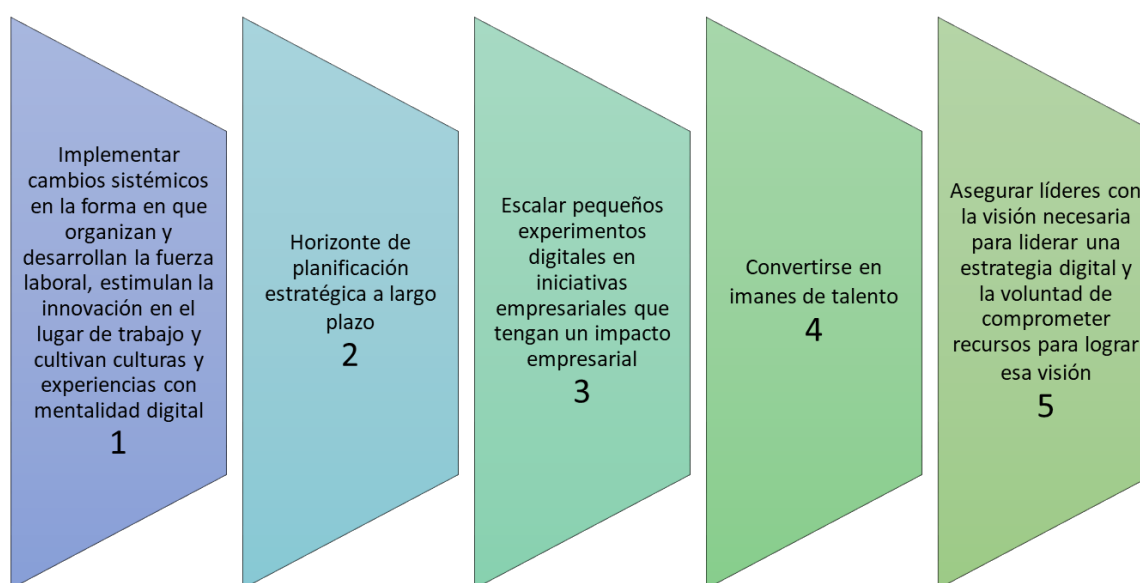 Implementar
cambios sistémicos
en la forma en que
organizan y
desarrollan la fuerza
laboral, estimulan la
innovación en el
lugar de trabajo y
cultivan culturas y
experiencias con
mentalidad digital
1
Horizonte de
planificación
estratégica a largo
plazo
2
Escalar pequeños
experimentos
digitales en
iniciativas
empresariales que
tengan un impacto
empresarial
3
Convertirse en
imanes de talento
4
Asegurar líderes con
la visión necesaria
para liderar una
estrategia digital y
la voluntad de
comprometer
recursos para lograr
esa visión
5